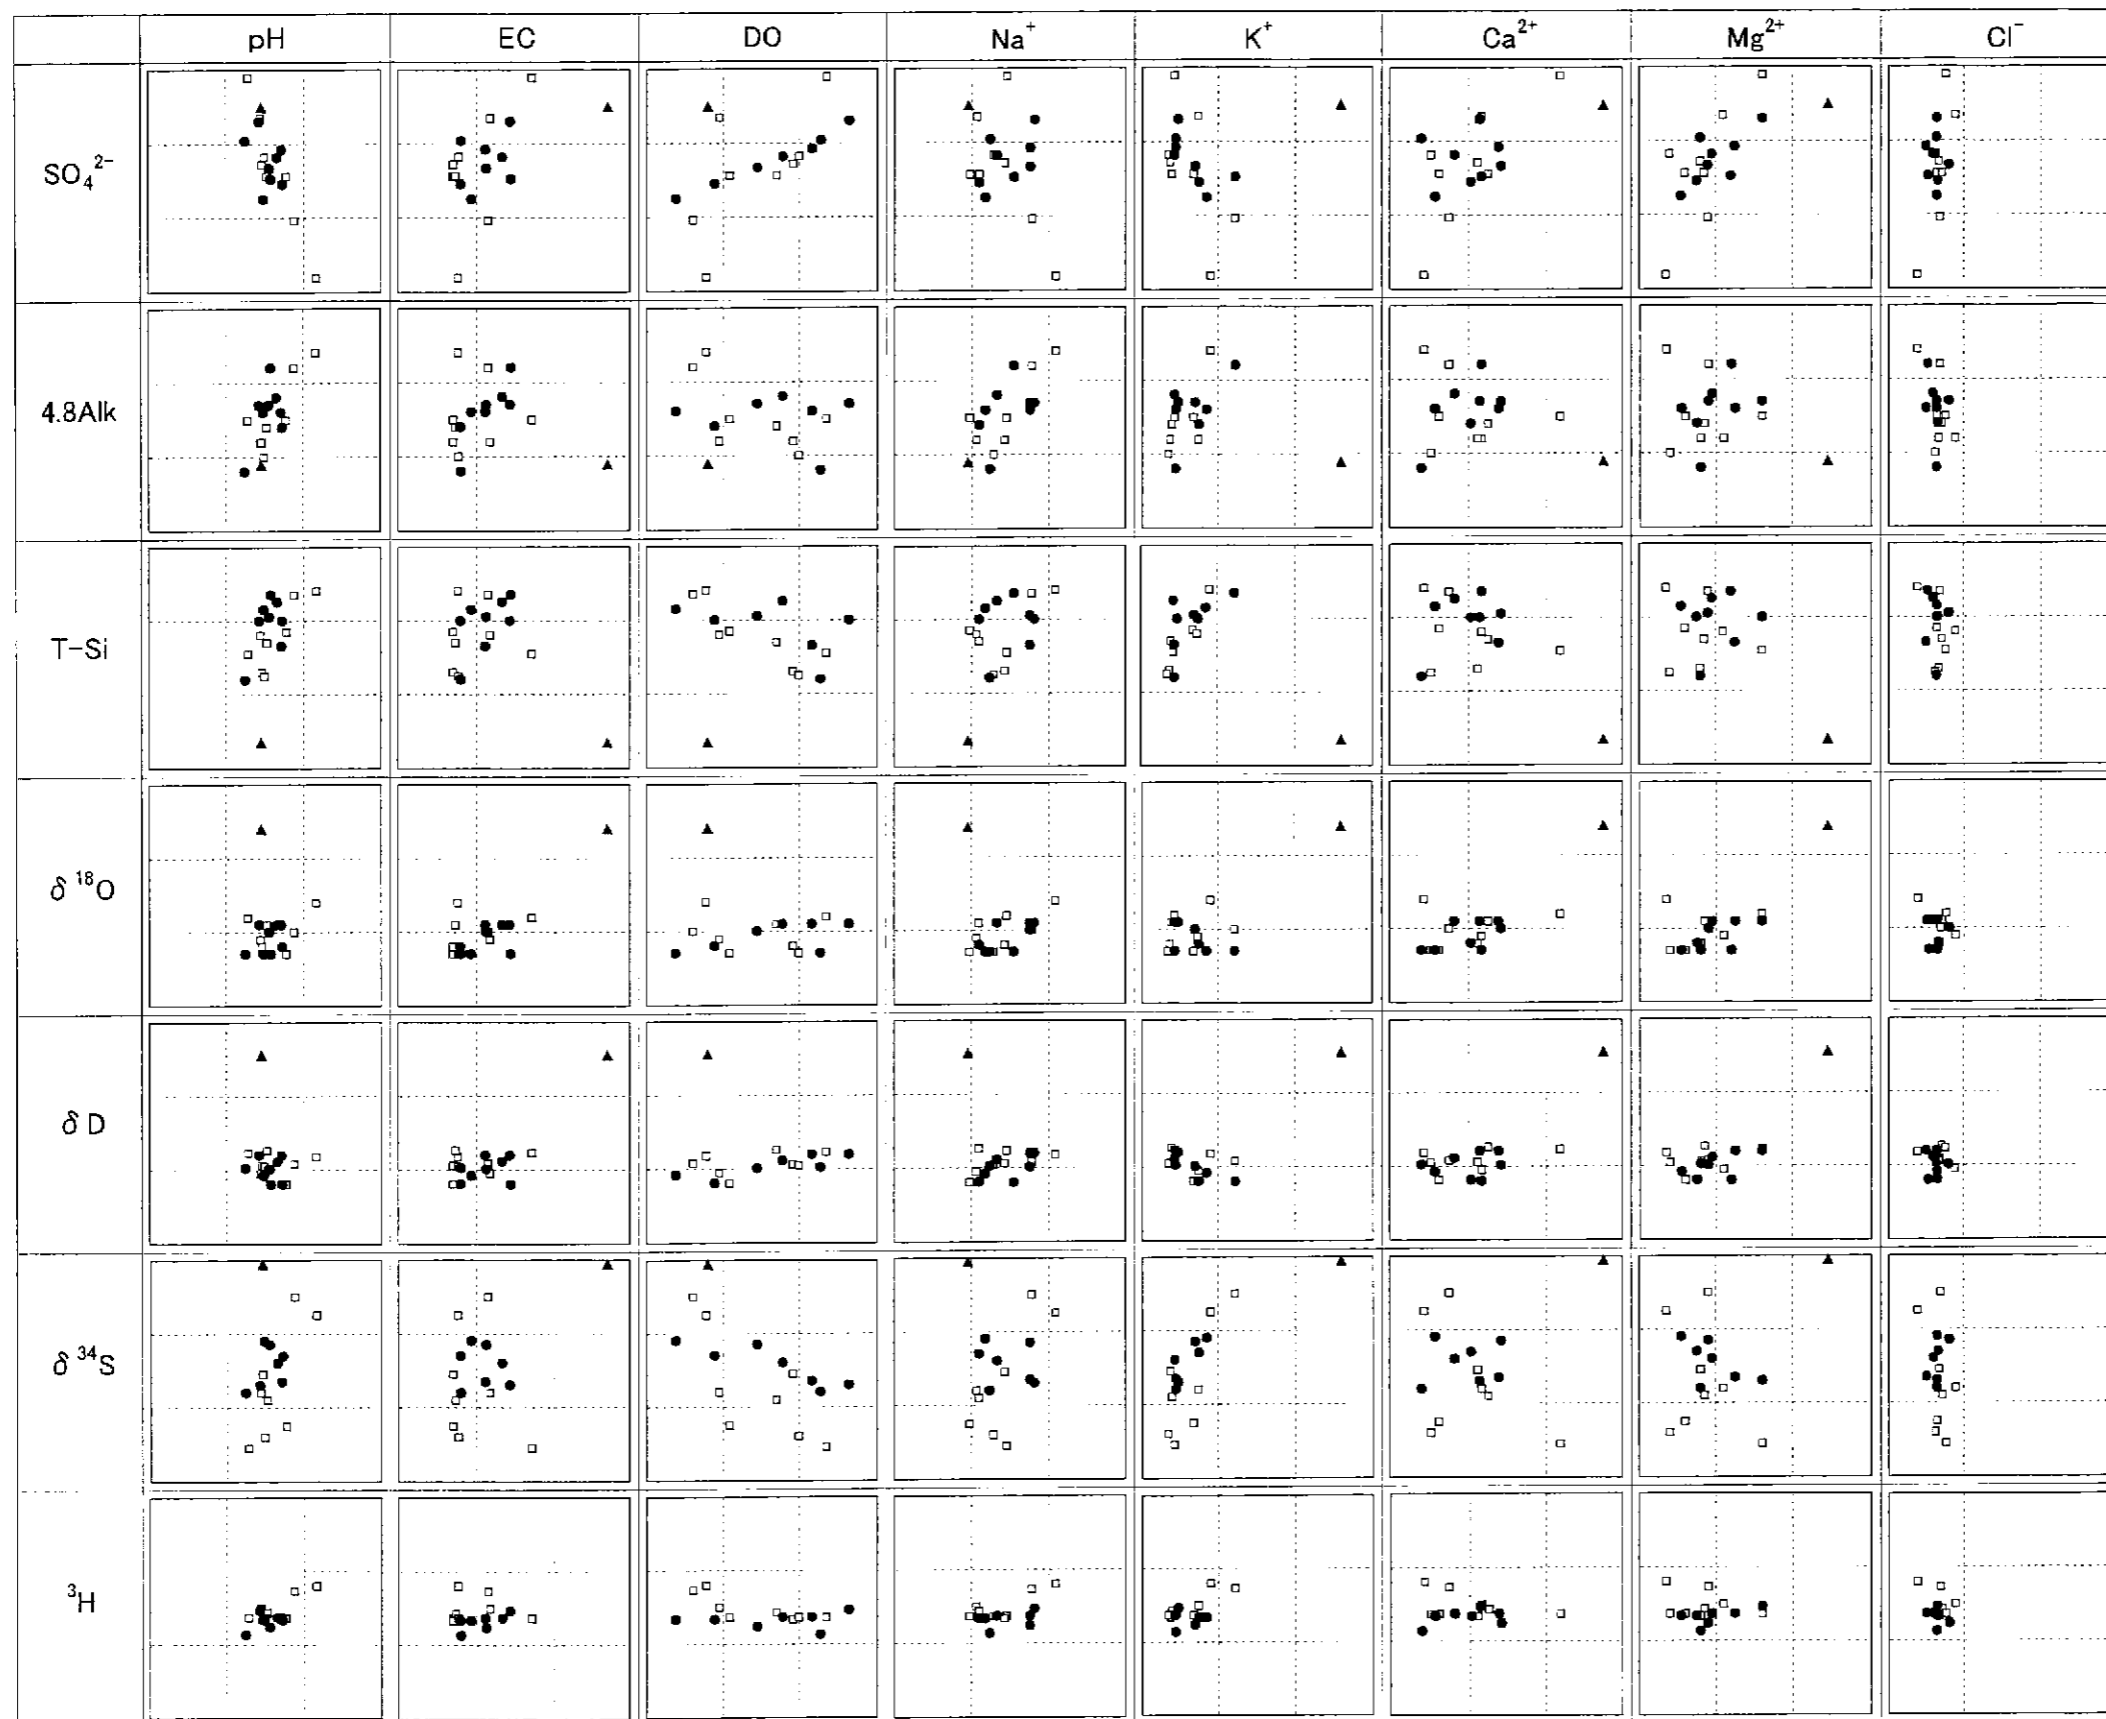 pH EC DO Na⁺ K⁺ Ca²⁺ Mg²⁺ Cl⁻
SO₄²⁻
4.8Alk
T-Si
δ ¹⁸O
δ D
δ ³⁴S
³H